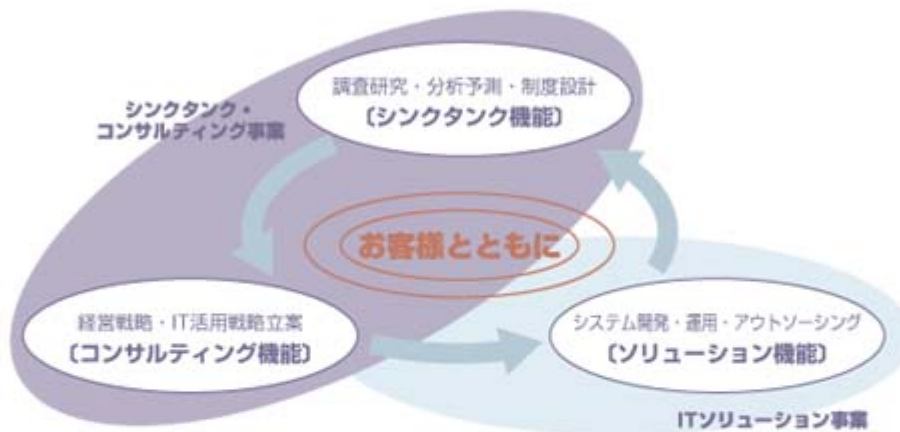 調査研究・分析予測・制度設計
〔シンクタンク機能〕
シンクタンク・
コンサルティング事業
お客様とともに
経営戦略・IT活用戦略立案
〔コンサルティング機能〕
システム開発・運用・アウトソーシング
〔ソリューション機能〕
ITソリューション事業